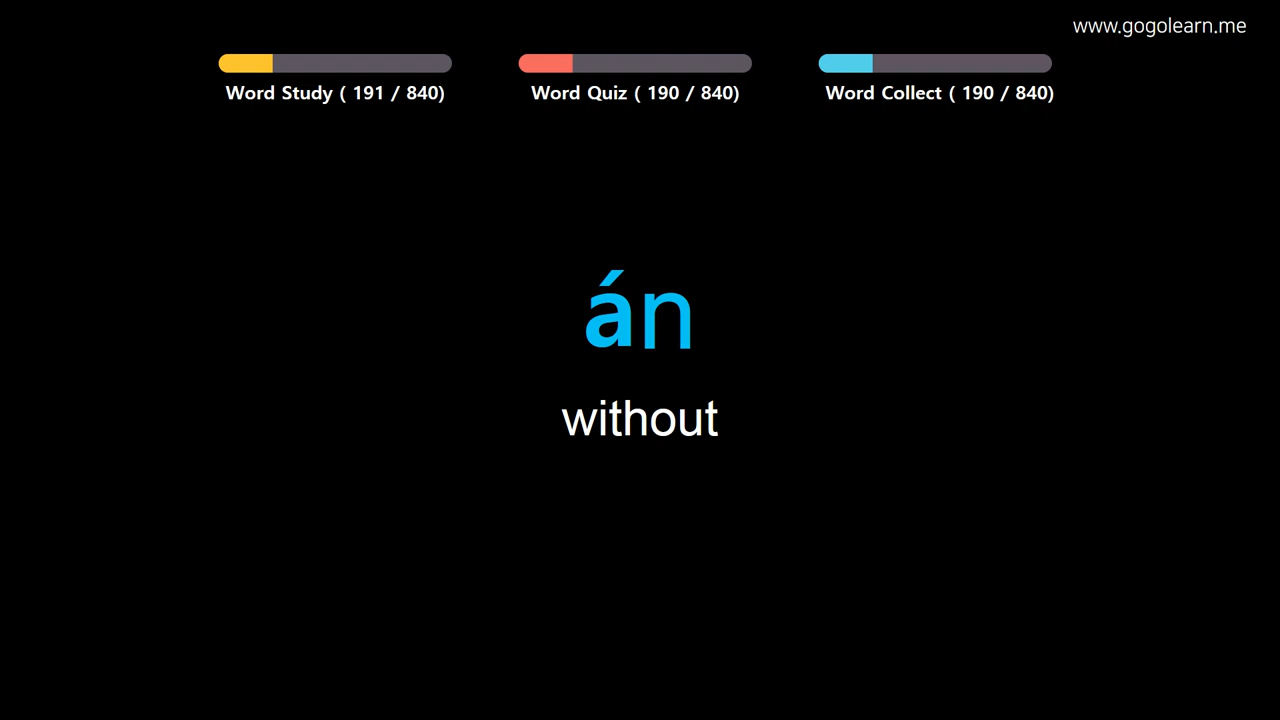 www.gogolearn.me
Word Study ( 191 / 840)
Word Quiz ( 190 / 840)
Word Collect ( 190 / 840)
án
without